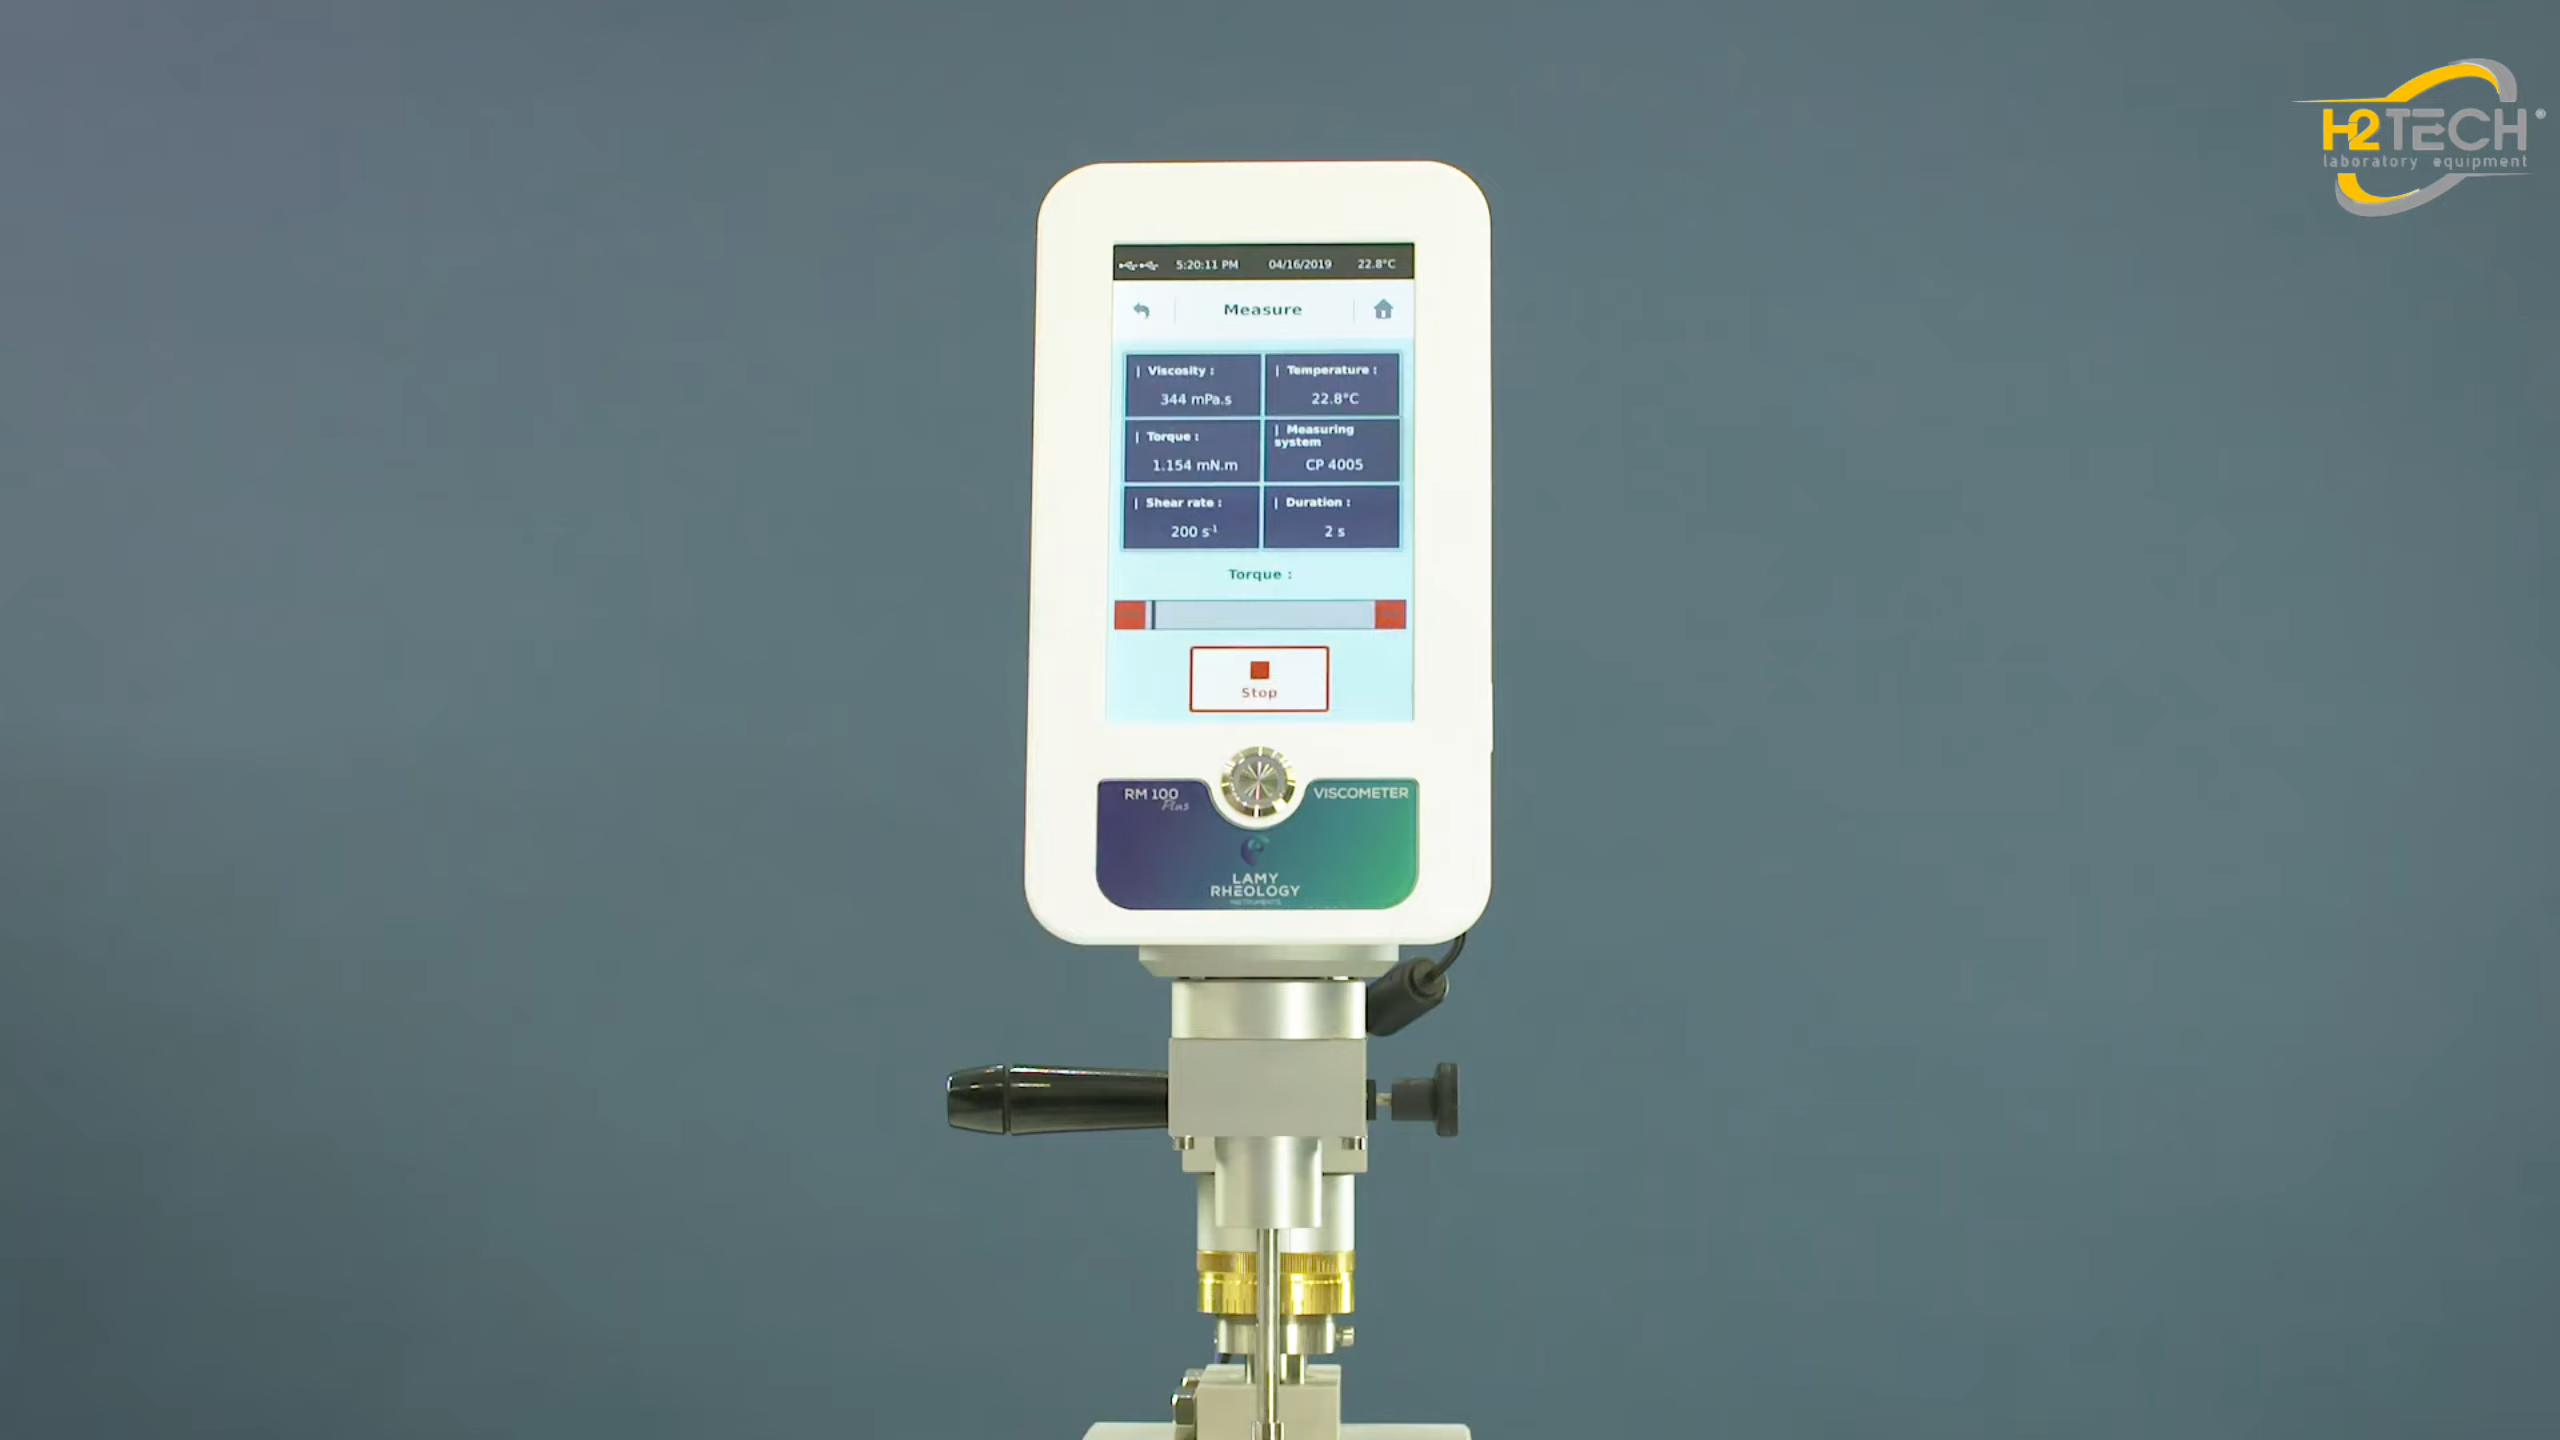 H2TECH®
laboratory equipment
5:20:11 PM 04/16/2019 22.8°C
Measure
| Viscosity : | Temperature :
344 mPa.s 22.8°C
| Torque : | Measuring system
1.154 mN.m CP 4005
| Shear rate : | Duration :
200 s⁻¹ 2 s
Torque :
Stop
RM 100 VISCOMETER
Plus
LAMY
RHEOLOGY
INSTRUMENTS